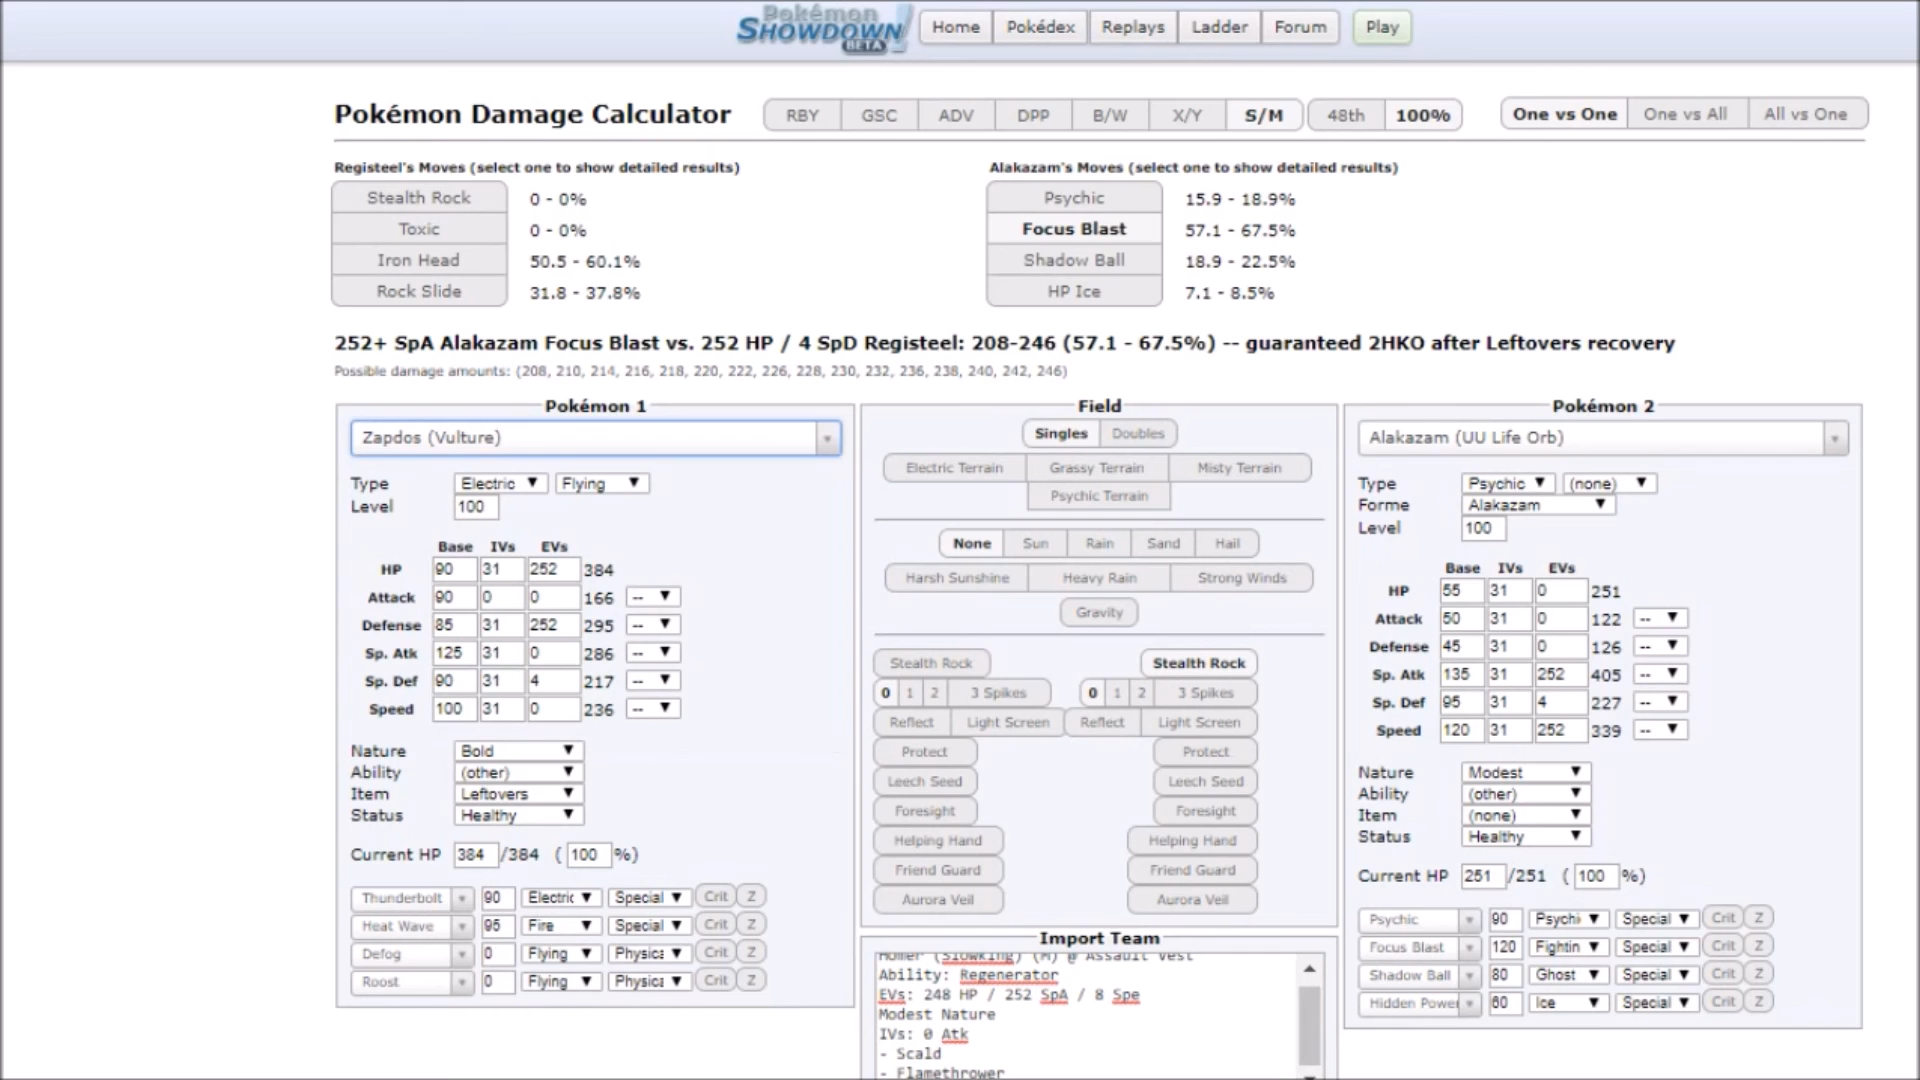 Pokémon SHOWDOWN! BETA
Home Pokédex Replays Ladder Forum Play
Pokémon Damage Calculator RBY GSC ADV DPP B/W X/Y S/M 48th 100% One vs One One vs All All vs One
Registeel's Moves (select one to show detailed results)
Stealth Rock 0 - 0%
Toxic 0 - 0%
Iron Head 50.5 - 60.1%
Rock Slide 31.8 - 37.8%
Alakazam's Moves (select one to show detailed results)
Psychic 15.9 - 18.9%
Focus Blast 57.1 - 67.5%
Shadow Ball 18.9 - 22.5%
HP Ice 7.1 - 8.5%
252+ SpA Alakazam Focus Blast vs. 252 HP / 4 SpD Registeel: 208-246 (57.1 - 67.5%) -- guaranteed 2HKO after Leftovers recovery
Possible damage amounts: (208, 210, 214, 216, 218, 220, 222, 226, 228, 230, 232, 236, 238, 240, 242, 246)
Pokémon 1
Zapdos (Vulture)
Type Electric Flying
Level 100
Base IVs EVs
HP 90 31 252 384
Attack 90 0 0 166 --
Defense 85 31 252 295 --
Sp. Atk 125 31 0 286 --
Sp. Def 90 31 4 217 --
Speed 100 31 0 236 --
Nature Bold
Ability (other)
Item Leftovers
Status Healthy
Current HP 384 /384 ( 100 %)
Thunderbolt 90 Electric Special Crit Z
Heat Wave 95 Fire Special Crit Z
Defog 0 Flying Physica Crit Z
Roost 0 Flying Physica Crit Z
Field
Singles Doubles
Electric Terrain Grassy Terrain Misty Terrain
Psychic Terrain
None Sun Rain Sand Hail
Harsh Sunshine Heavy Rain Strong Winds
Gravity
Stealth Rock Stealth Rock
0 1 2 3 Spikes 0 1 2 3 Spikes
Reflect Light Screen Reflect Light Screen
Protect Protect
Leech Seed Leech Seed
Foresight Foresight
Helping Hand Helping Hand
Friend Guard Friend Guard
Aurora Veil Aurora Veil
Import Team
Homer (Slowking) (M) @ Assault Vest
Ability: Regenerator
EVs: 248 HP / 252 SpA / 8 Spe
Modest Nature
IVs: 0 Atk
- Scald
- Flamethrower
Pokémon 2
Alakazam (UU Life Orb)
Type Psychic (none)
Forme Alakazam
Level 100
Base IVs EVs
HP 55 31 0 251
Attack 50 31 0 122 --
Defense 45 31 0 126 --
Sp. Atk 135 31 252 405 --
Sp. Def 95 31 4 227 --
Speed 120 31 252 339 --
Nature Modest
Ability (other)
Item (none)
Status Healthy
Current HP 251 /251 ( 100 %)
Psychic 90 Psychi Special Crit Z
Focus Blast 120 Fightin Special Crit Z
Shadow Ball 80 Ghost Special Crit Z
Hidden Power 60 Ice Special Crit Z